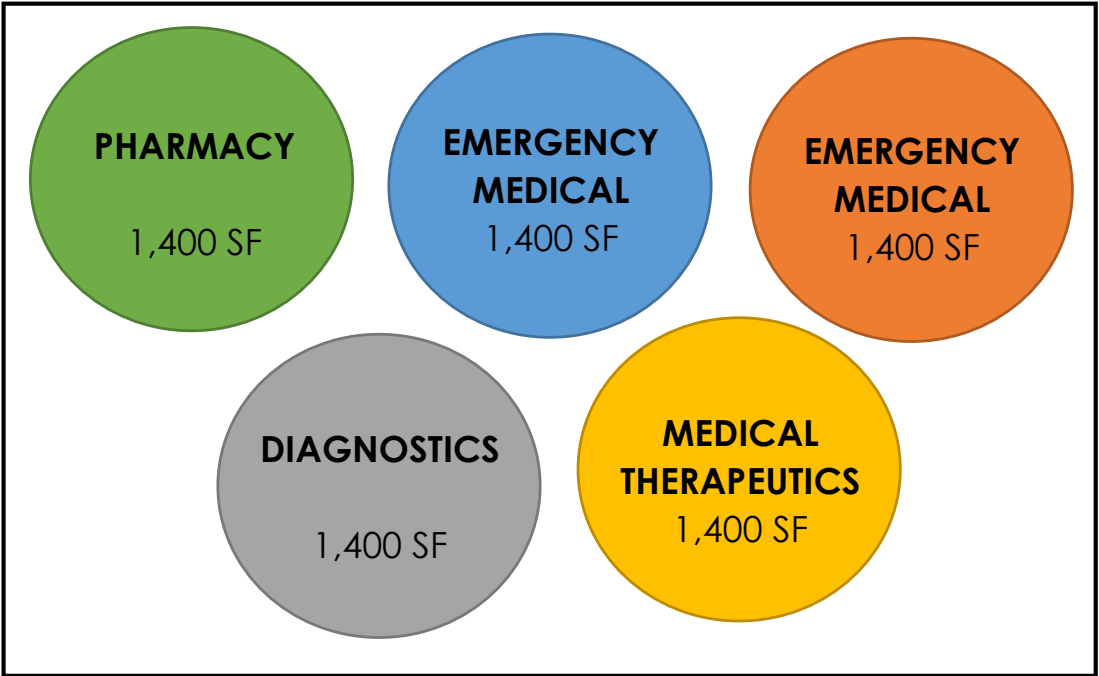 PHARMACY
1,400 SF
EMERGENCY
MEDICAL
1,400 SF
EMERGENCY
MEDICAL
1,400 SF
DIAGNOSTICS
1,400 SF
MEDICAL
THERAPEUTICS
1,400 SF